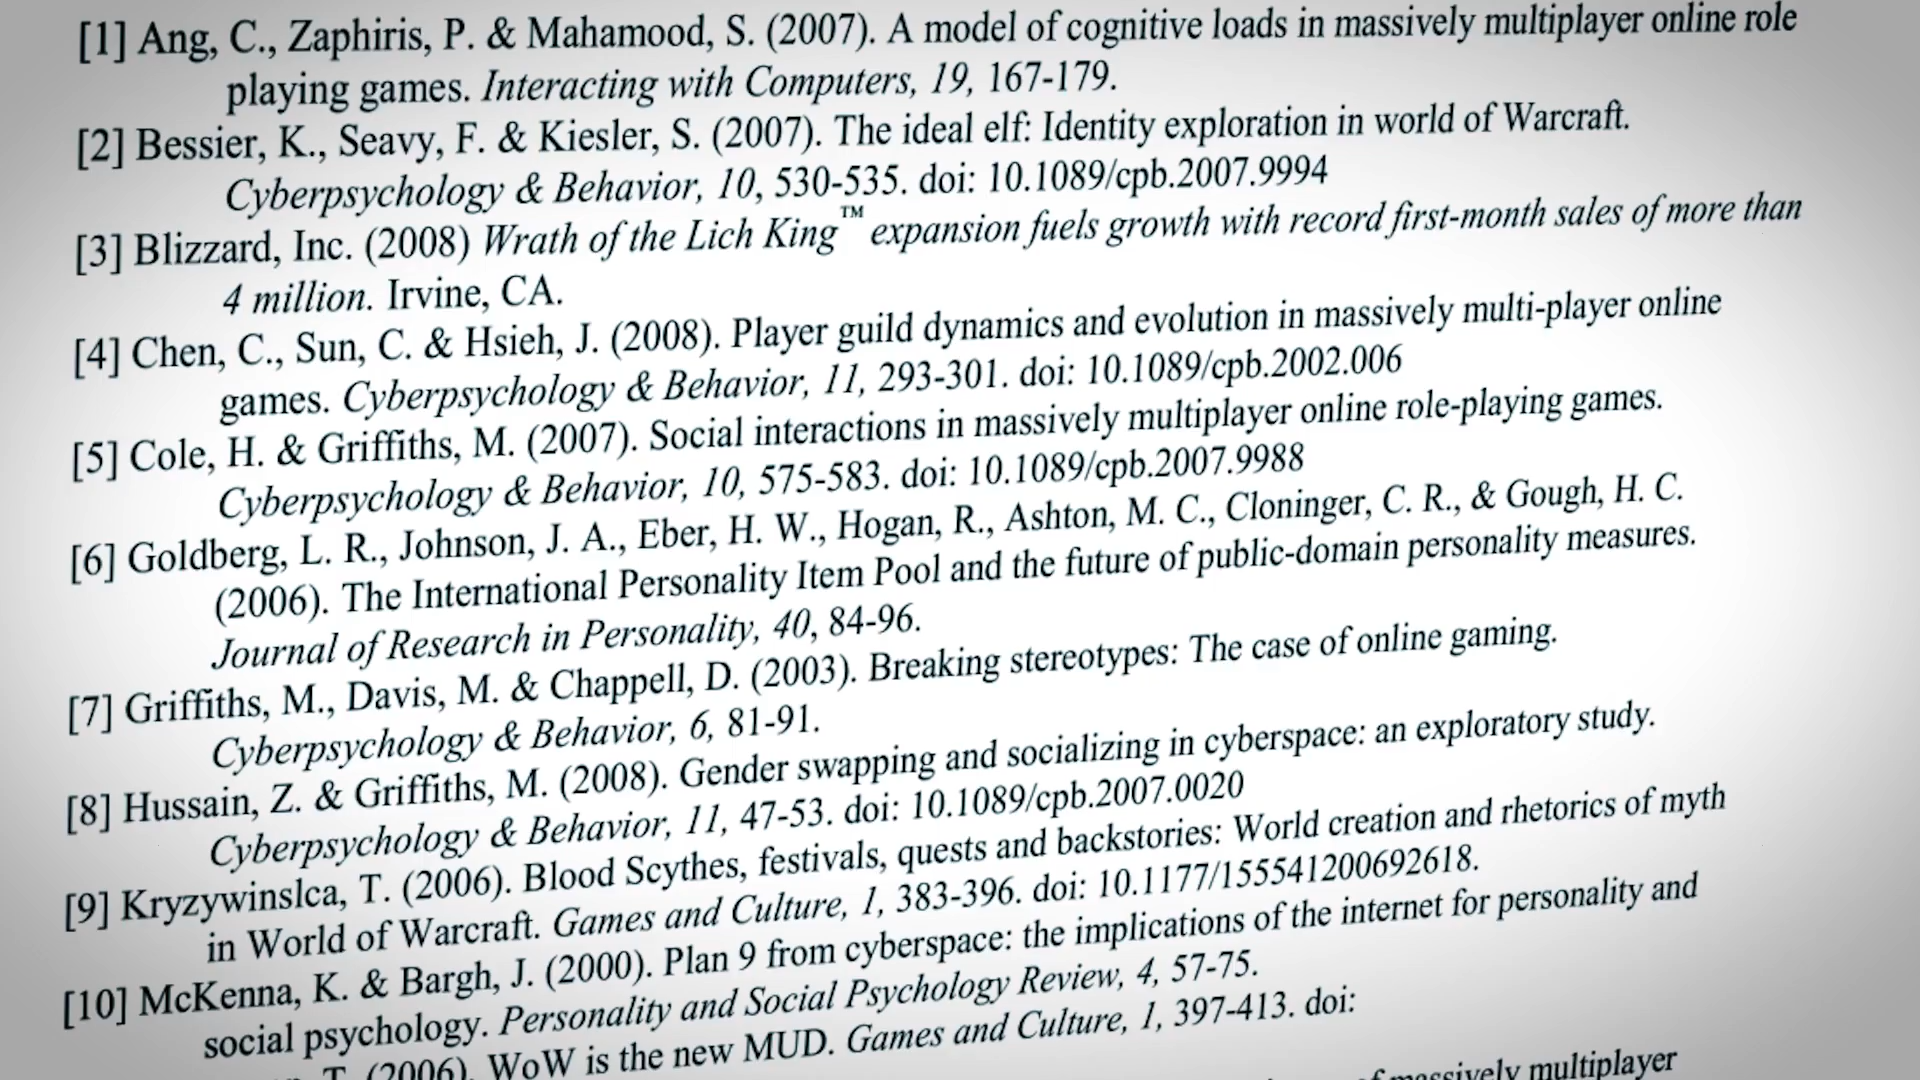 [1] Ang, C., Zaphiris, P. & Mahamood, S. (2007). A model of cognitive loads in massively multiplayer online role
playing games. Interacting with Computers, 19, 167-179.
[2] Bessier, K., Seavy, F. & Kiesler, S. (2007). The ideal elf: Identity exploration in world of Warcraft.
Cyberpsychology & Behavior, 10, 530-535. doi: 10.1089/cpb.2007.9994
[3] Blizzard, Inc. (2008) Wrath of the Lich King™ expansion fuels growth with record first-month sales of more than
4 million. Irvine, CA.
[4] Chen, C., Sun, C. & Hsieh, J. (2008). Player guild dynamics and evolution in massively multi-player online
games. Cyberpsychology & Behavior, 11, 293-301. doi: 10.1089/cpb.2002.006
[5] Cole, H. & Griffiths, M. (2007). Social interactions in massively multiplayer online role-playing games.
Cyberpsychology & Behavior, 10, 575-583. doi: 10.1089/cpb.2007.9988
[6] Goldberg, L. R., Johnson, J. A., Eber, H. W., Hogan, R., Ashton, M. C., Cloninger, C. R., & Gough, H. C.
(2006). The International Personality Item Pool and the future of public-domain personality measures.
Journal of Research in Personality, 40, 84-96.
[7] Griffiths, M., Davis, M. & Chappell, D. (2003). Breaking stereotypes: The case of online gaming.
Cyberpsychology & Behavior, 6, 81-91.
[8] Hussain, Z. & Griffiths, M. (2008). Gender swapping and socializing in cyberspace: an exploratory study.
Cyberpsychology & Behavior, 11, 47-53. doi: 10.1089/cpb.2007.0020
[9] Kryzywinslca, T. (2006). Blood Scythes, festivals, quests and backstories: World creation and rhetorics of myth
in World of Warcraft. Games and Culture, 1, 383-396. doi: 10.1177/155541200692618.
[10] McKenna, K. & Bargh, J. (2000). Plan 9 from cyberspace: the implications of the internet for personality and
social psychology. Personality and Social Psychology Review, 4, 57-75.
T. (2006). WoW is the new MUD. Games and Culture, 1, 397-413. doi:
of massively multiplayer